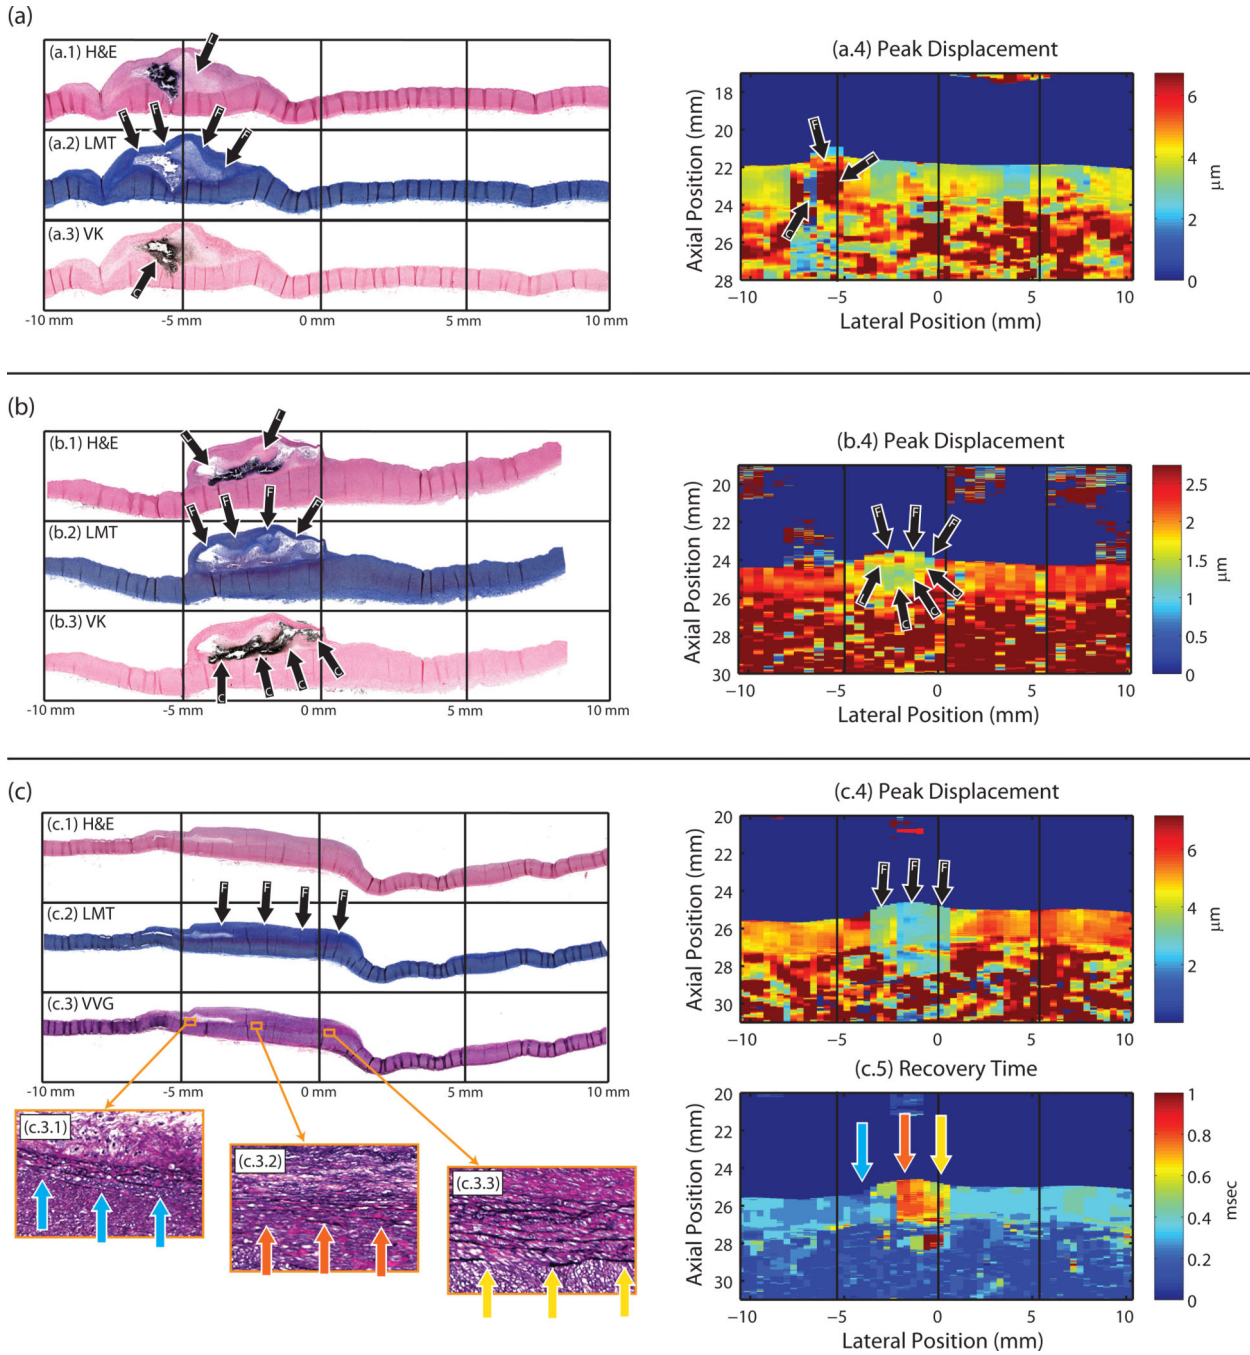 (a)
(a.1) H&E
L
(a.2) LMT
F F F F
(a.3) VK
C
-10 mm -5 mm 0 mm 5 mm 10 mm
(a.4) Peak Displacement
Axial Position (mm)
17
20
22
24
26
28
F
L
C
6
4
2
0
μm
−10 −5 0 5 10
Lateral Position (mm)
(b)
(b.1) H&E
L L
(b.2) LMT
F F F F
(b.3) VK
C C C C
-10 mm -5 mm 0 mm 5 mm 10 mm
(b.4) Peak Displacement
Axial Position (mm)
20
22
24
26
28
30
F F F
L C C C
2.5
2
1.5
1
0.5
0
μm
−10 −5 0 5 10
Lateral Position (mm)
(c)
(c.1) H&E
(c.2) LMT
F F F F
(c.3) VVG
-10 mm -5 mm 0 mm 5 mm 10 mm
(c.3.1)
(c.3.2)
(c.3.3)
(c.4) Peak Displacement
Axial Position (mm)
20
22
24
26
28
30
F F F
6
4
2
μm
(c.5) Recovery Time
Axial Position (mm)
20
22
24
26
28
30
1
0.8
0.6
0.4
0.2
0
msec
−10 −5 0 5 10
Lateral Position (mm)